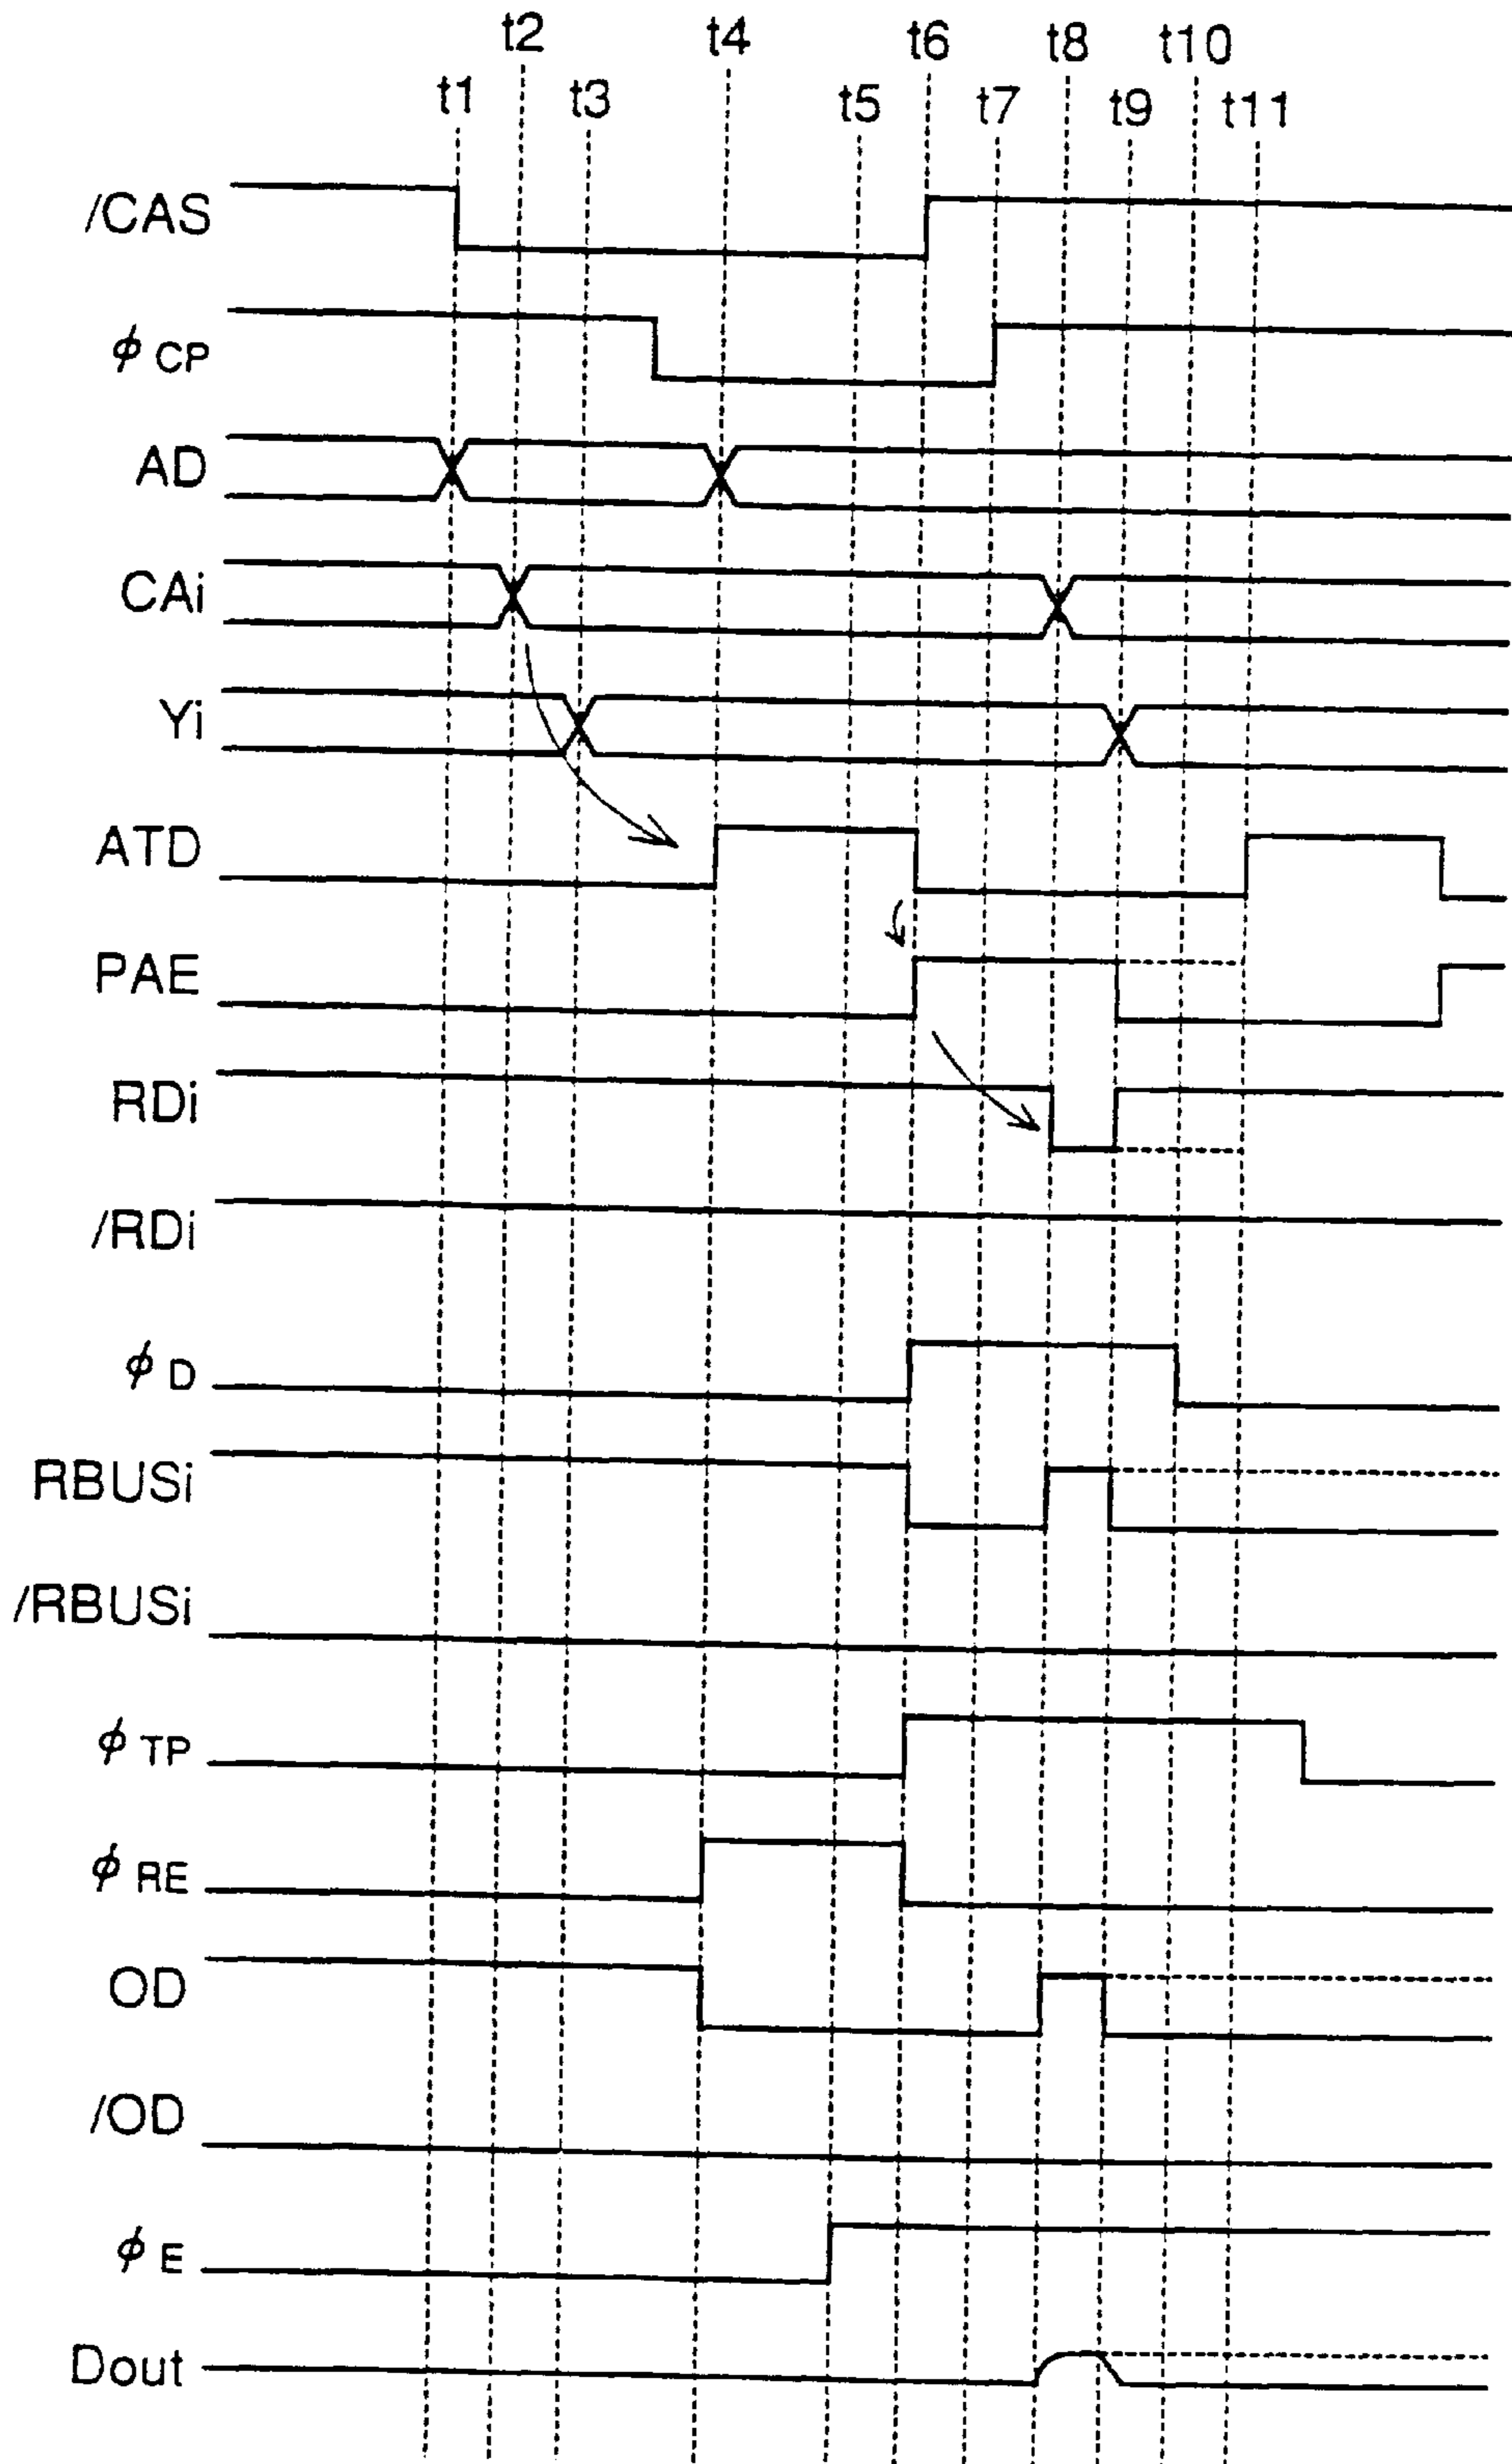 t2 t4 t6 t8 t10
t1 t3 t5 t7 t9 t11
/CAS
ϕ CP
AD
CAi
Yi
ATD
PAE
RDi
/RDi
ϕ D
RBUSi
/RBUSi
ϕ TP
ϕ RE
OD
/OD
ϕ E
Dout